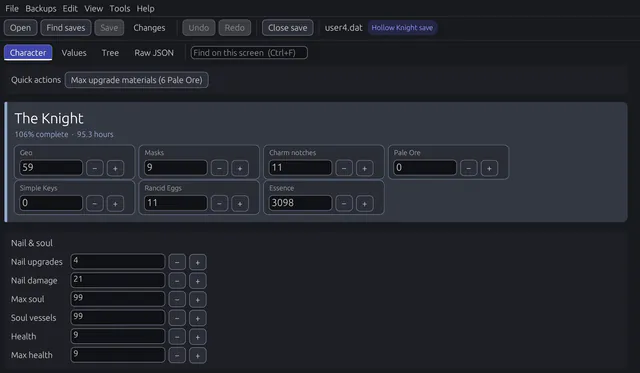 File Backups Edit View Tools Help
Open Find saves Save Changes Undo Redo Close save user4.dat Hollow Knight save
Character Values Tree Raw JSON Find on this screen (Ctrl+F)
Quick actions Max upgrade materials (6 Pale Ore)
The Knight
106% complete · 95.3 hours
Geo Masks Charm notches Pale Ore
59 − + 9 − + 11 − + 0 − +
Simple Keys Rancid Eggs Essence
0 − + 11 − + 3098 − +
Nail & soul
Nail upgrades 4 − +
Nail damage 21 − +
Max soul 99 − +
Soul vessels 99 − +
Health 9 − +
Max health 9 − +